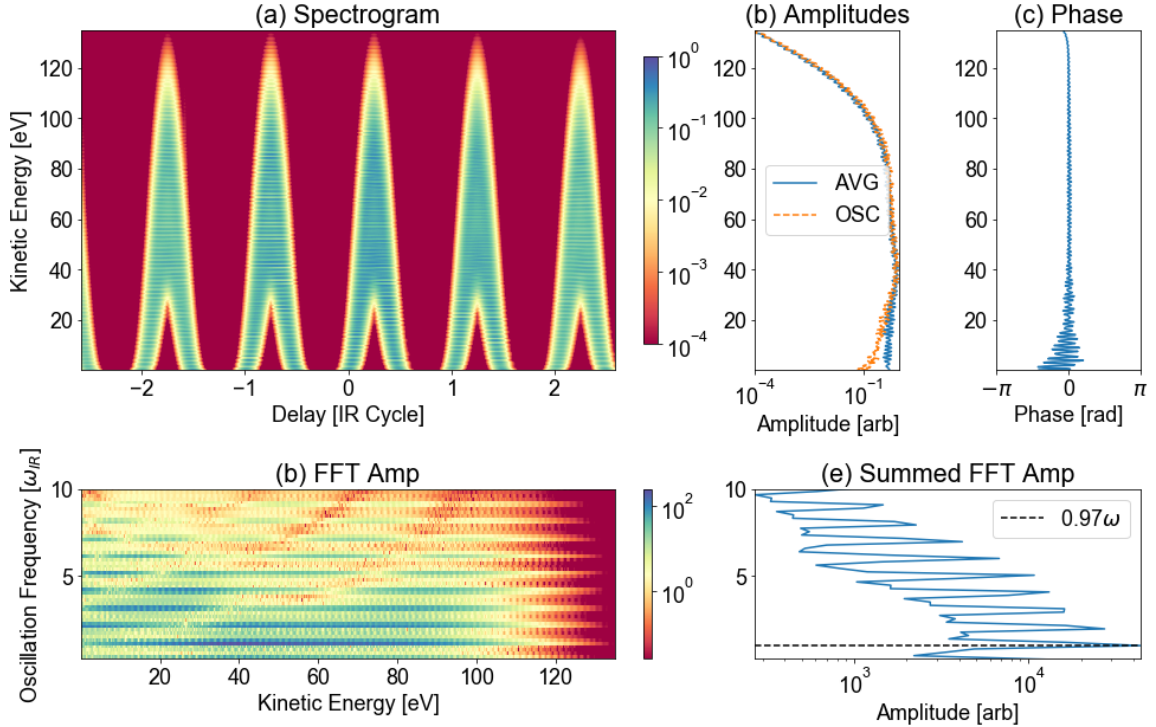 (a) Spectrogram
(b) Amplitudes
(c) Phase
Kinetic Energy [eV]
120
100
80
60
40
20
−2
−1
0
1
2
Delay [IR Cycle]
10^0
10^-1
10^-2
10^-3
10^-4
120
100
80
60
40
20
AVG
OSC
10^-4
10^-1
Amplitude [arb]
120
100
80
60
40
20
−π
0
π
Phase [rad]
(b) FFT Amp
(e) Summed FFT Amp
Oscillation Frequency [ω_IR]
10
5
20
40
60
80
100
120
Kinetic Energy [eV]
10^2
10^0
10
5
0.97ω
10^3
10^4
Amplitude [arb]